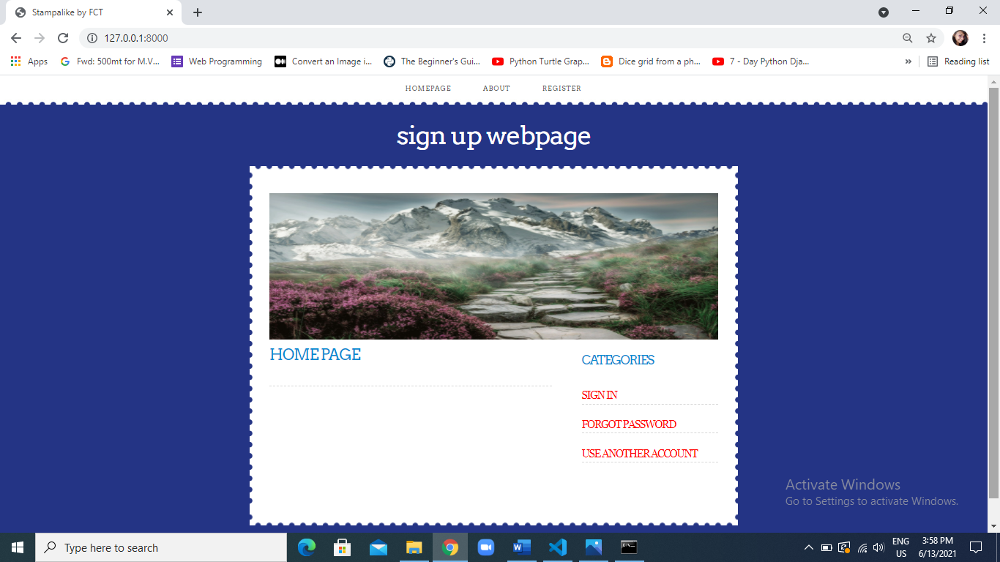 Stampalike by FCT
127.0.0.1:8000
Apps Fwd: 500mt for M.V... Web Programming Convert an Image i... The Beginner's Gui... Python Turtle Grap... Dice grid from a ph... 7 - Day Python Dja... » Reading list
HOMEPAGE ABOUT REGISTER
sign up webpage
HOME PAGE
CATEGORIES
SIGN IN
FORGOT PASSWORD
USE ANOTHER ACCOUNT
Activate Windows
Go to Settings to activate Windows.
Type here to search
ENG
US
3:58 PM
6/13/2021